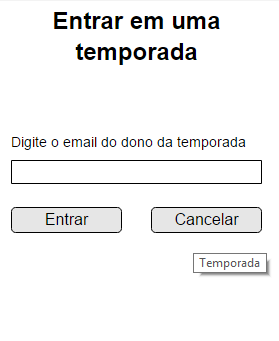 Entrar em uma
temporada
Digite o email do dono da temporada
Entrar
Cancelar
Temporada